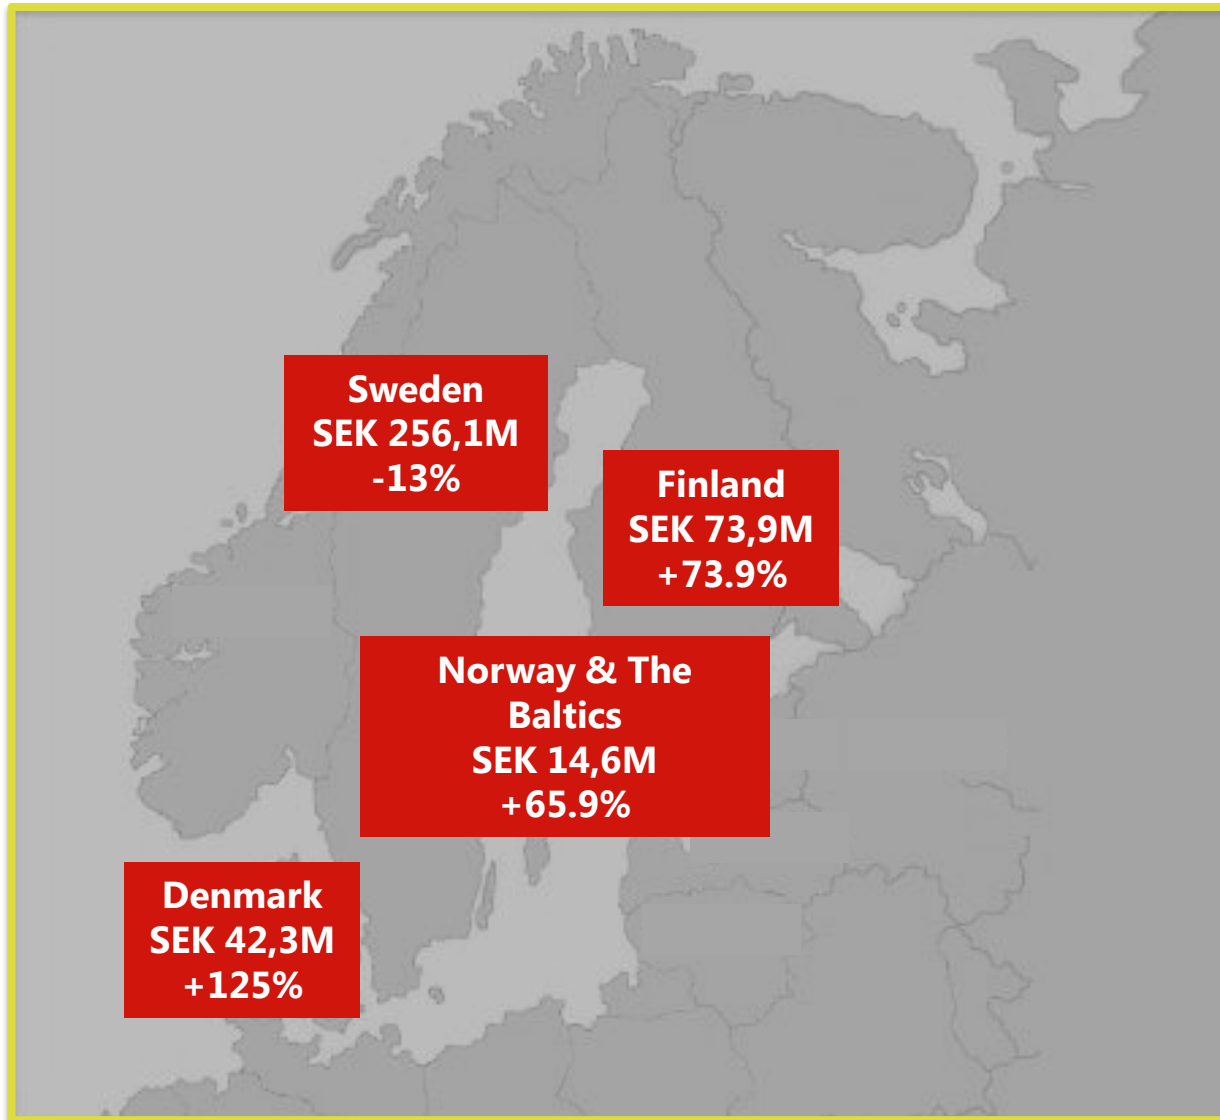 Sweden
SEK 256,1M
-13%
Finland
SEK 73,9M
+73.9%
Norway & The
Baltics
SEK 14,6M
+65.9%
Denmark
SEK 42,3M
+125%